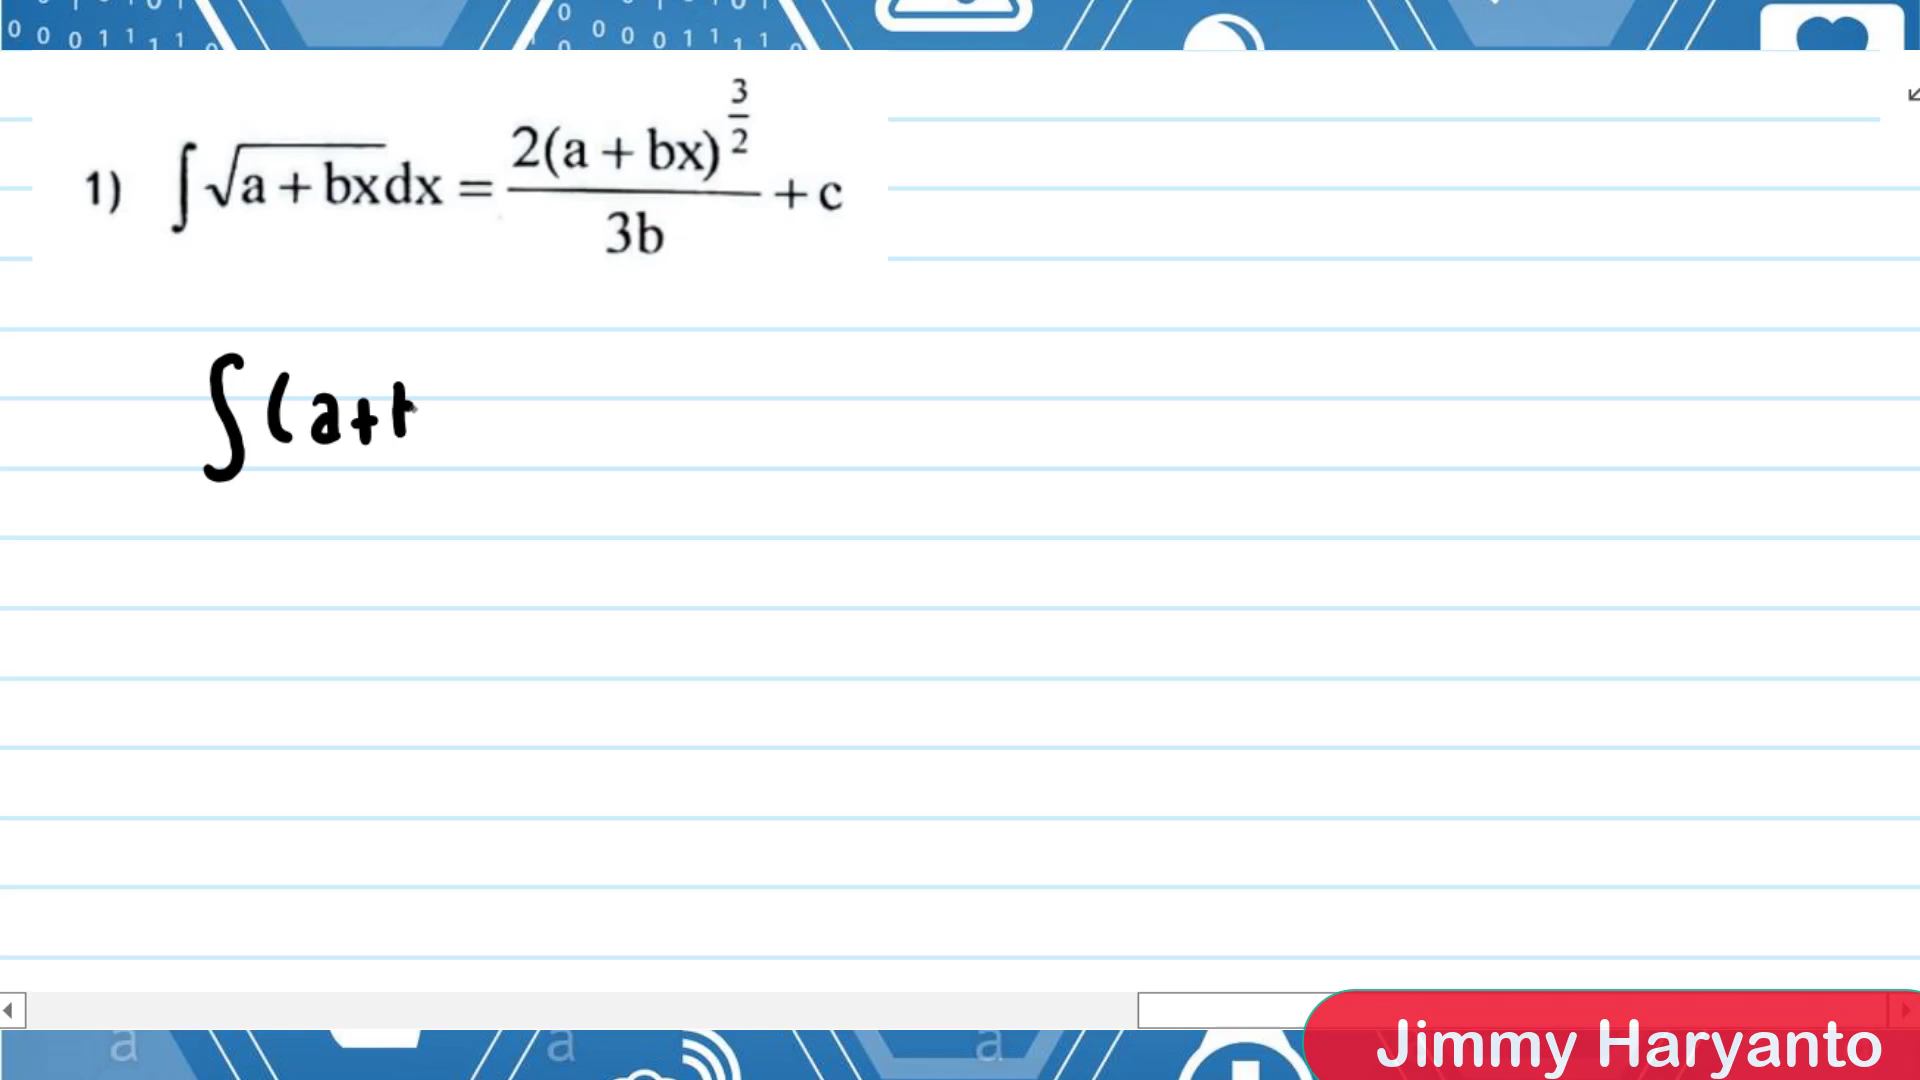 1) ∫√a + bx dx = 2(a + bx)^(3/2) / 3b + c
∫(a+
Jimmy Haryanto